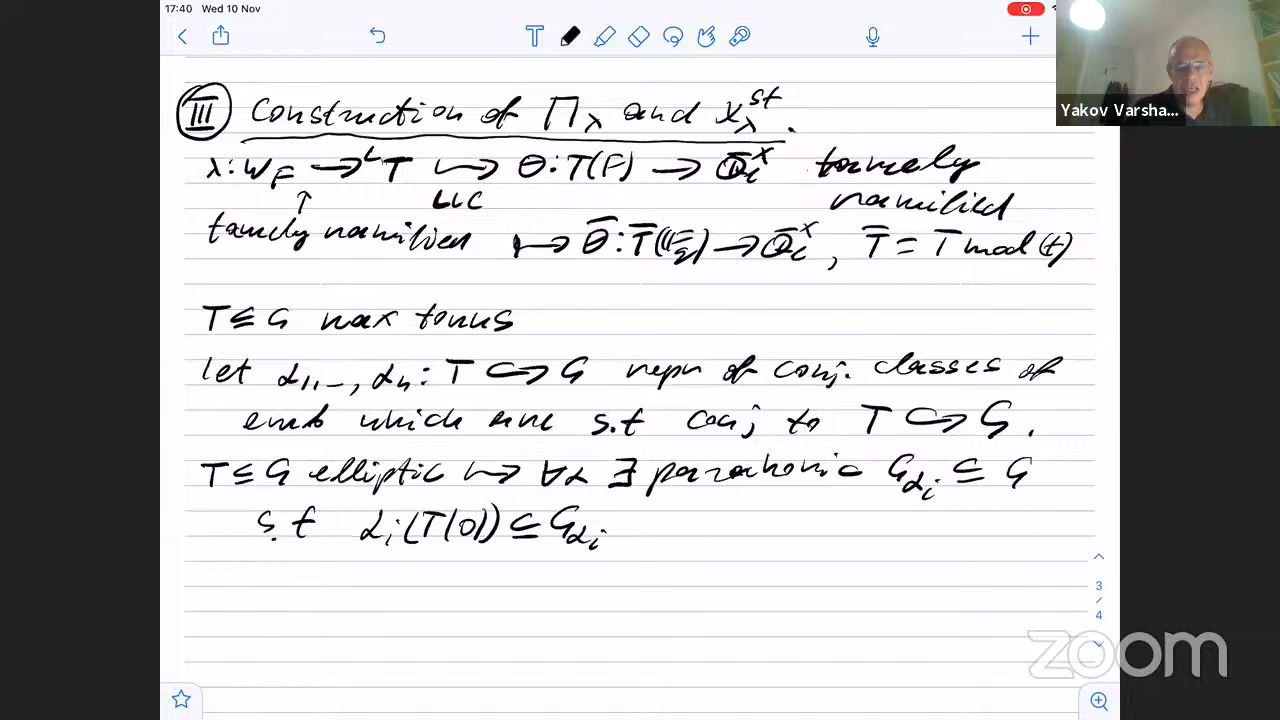 17:40 Wed 10 Nov
Yakov Varsha...
III Construction of Π_λ and χ_λ^st.
λ: W_F → ^L T ↦ θ: T(F) → Q̄_ℓ^× tamely
↑ LLC ramified
tamely ramified ↦ θ̄: T̄(𝔽_q) → Q̄_ℓ^×, T̄ = T mod (t)
T ⊆ G max torus
let α_1,..,α_n: T ↪ G repr of conj. classes of
emb which are s.t conj to T ↪ G.
T ⊆ G elliptic ↦ ∀α ∃ parahoric G_{α_i} ⊆ G
s.t α_i(T(O)) ⊆ G_{α_i}
3
/
4
zoom